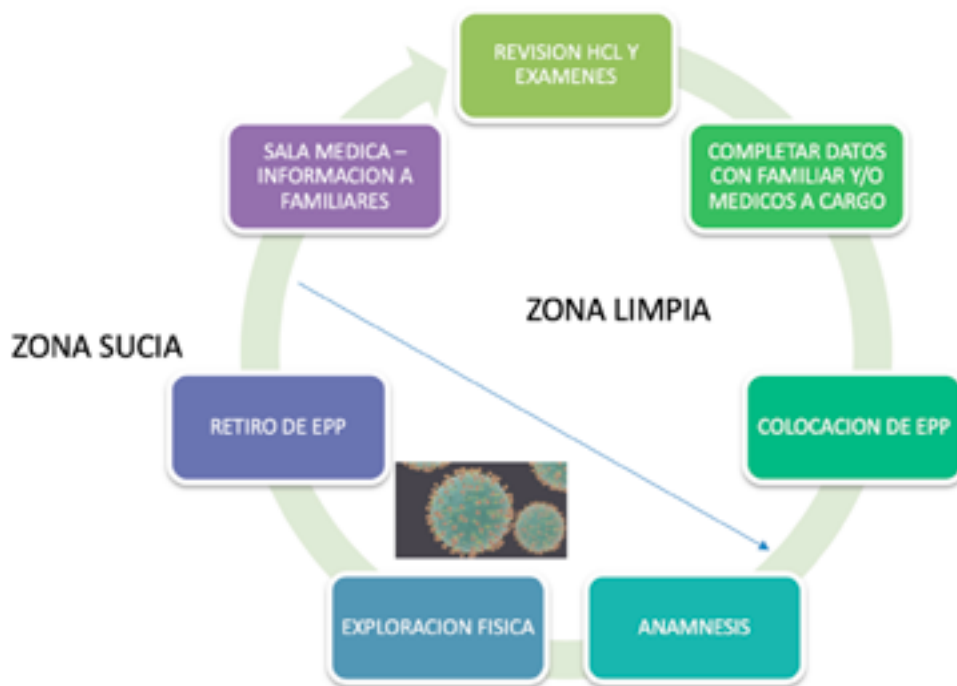 REVISION HCL Y
EXAMENES
COMPLETAR DATOS
CON FAMILIAR Y/O
MEDICOS A CARGO
COLOCACION DE EPP
ANAMNESIS
EXPLORACION FISICA
RETIRO DE EPP
SALA MEDICA –
INFORMACION A
FAMILIARES
ZONA LIMPIA
ZONA SUCIA